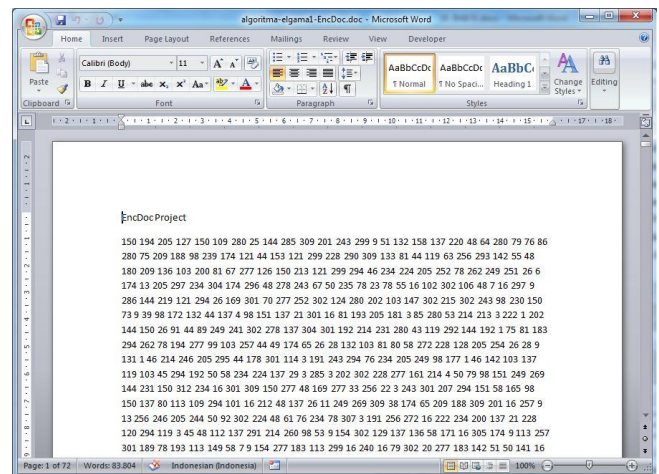 algoritma-elgama1-EncDoc.doc - Microsoft Word
Home Insert Page Layout References Mailings Review View Developer
Calibri (Body) 11
AaBbCcDc AaBbCcDc AaBbC
Paste B I U abc x, x² Aa
¶ Normal ¶ No Spaci... Heading 1 Change Styles Editing
Clipboard Font Paragraph Styles
EncDoc Project
150 194 205 127 150 109 280 25 144 285 309 201 243 299 9 51 132 158 137 220 48 64 280 79 76 86
280 75 209 188 98 239 174 121 44 153 121 299 228 290 309 133 81 44 119 63 256 293 142 55 48
180 209 136 103 200 81 67 277 126 150 213 121 299 294 46 234 224 205 252 78 262 249 251 26 6
174 13 205 297 234 304 174 296 48 278 243 67 50 235 78 23 78 55 16 102 302 106 48 7 16 297 9
286 144 219 121 294 26 169 301 70 277 252 302 124 280 202 103 147 302 215 302 243 98 230 150
73 9 39 98 172 132 44 137 4 98 151 137 21 301 16 81 193 205 181 3 85 280 53 214 213 3 222 1 202
144 150 26 91 44 89 249 241 302 278 137 304 301 192 214 231 280 43 119 292 144 192 1 75 81 183
294 262 78 194 277 99 103 257 44 49 174 65 26 28 132 103 81 80 58 272 228 128 205 254 26 28 9
131 1 46 214 246 205 295 44 178 301 114 3 191 243 294 76 234 205 249 98 177 1 46 142 103 137
119 103 45 294 192 50 58 234 224 137 29 3 285 3 202 302 228 277 161 214 4 50 79 98 151 249 269
144 231 150 312 234 16 301 309 150 277 48 169 277 33 256 22 3 243 301 207 294 151 58 165 98
150 137 80 113 109 294 101 16 212 48 137 26 11 249 269 309 38 174 65 209 188 309 201 16 257 9
13 256 246 205 244 50 92 302 224 48 61 76 234 78 307 3 191 256 272 16 222 234 200 137 21 228
120 294 119 3 45 48 112 137 291 214 260 98 53 9 154 302 129 137 136 58 171 16 305 174 9 113 257
301 189 78 193 113 149 58 7 9 154 277 183 113 299 16 240 16 79 302 20 277 183 142 51 50 141 16
Page: 1 of 72 Words: 83.804 Indonesian (Indonesia) 100%